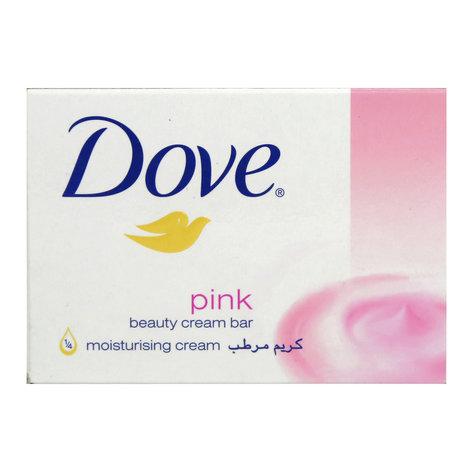 Dove®
pink
beauty cream bar
¼ moisturising cream كريم مرطب